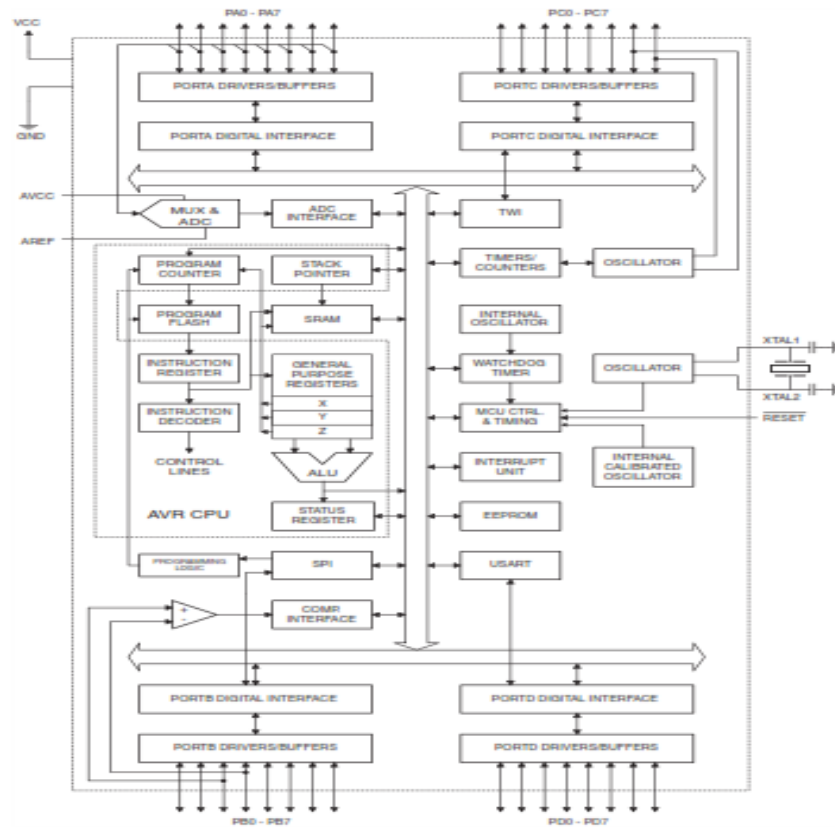 PA0 - PA7
PC0 - PC7
VCC
PORTA DRIVERS/BUFFERS
PORTC DRIVERS/BUFFERS
GND
PORTA DIGITAL INTERFACE
PORTC DIGITAL INTERFACE
AVCC
MUX &
ADC
ADC
INTERFACE
TWI
AREF
PROGRAM
COUNTER
STACK
POINTER
TIMERS/
COUNTERS
OSCILLATOR
PROGRAM
FLASH
SRAM
INTERNAL
OSCILLATOR
XTAL1
INSTRUCTION
REGISTER
GENERAL
PURPOSE
REGISTERS
WATCHDOG
TIMER
OSCILLATOR
X
XTAL2
INSTRUCTION
DECODER
Y
Z
MCU CTRL.
& TIMING
RESET
CONTROL
LINES
ALU
INTERRUPT
UNIT
INTERNAL
CALIBRATED
OSCILLATOR
AVR CPU
STATUS
REGISTER
EEPROM
PROGRAMMING
LOGIC
SPI
USART
+
-
COMP.
INTERFACE
PORTB DIGITAL INTERFACE
PORTD DIGITAL INTERFACE
PORTB DRIVERS/BUFFERS
PORTD DRIVERS/BUFFERS
PB0 - PB7
PD0 - PD7